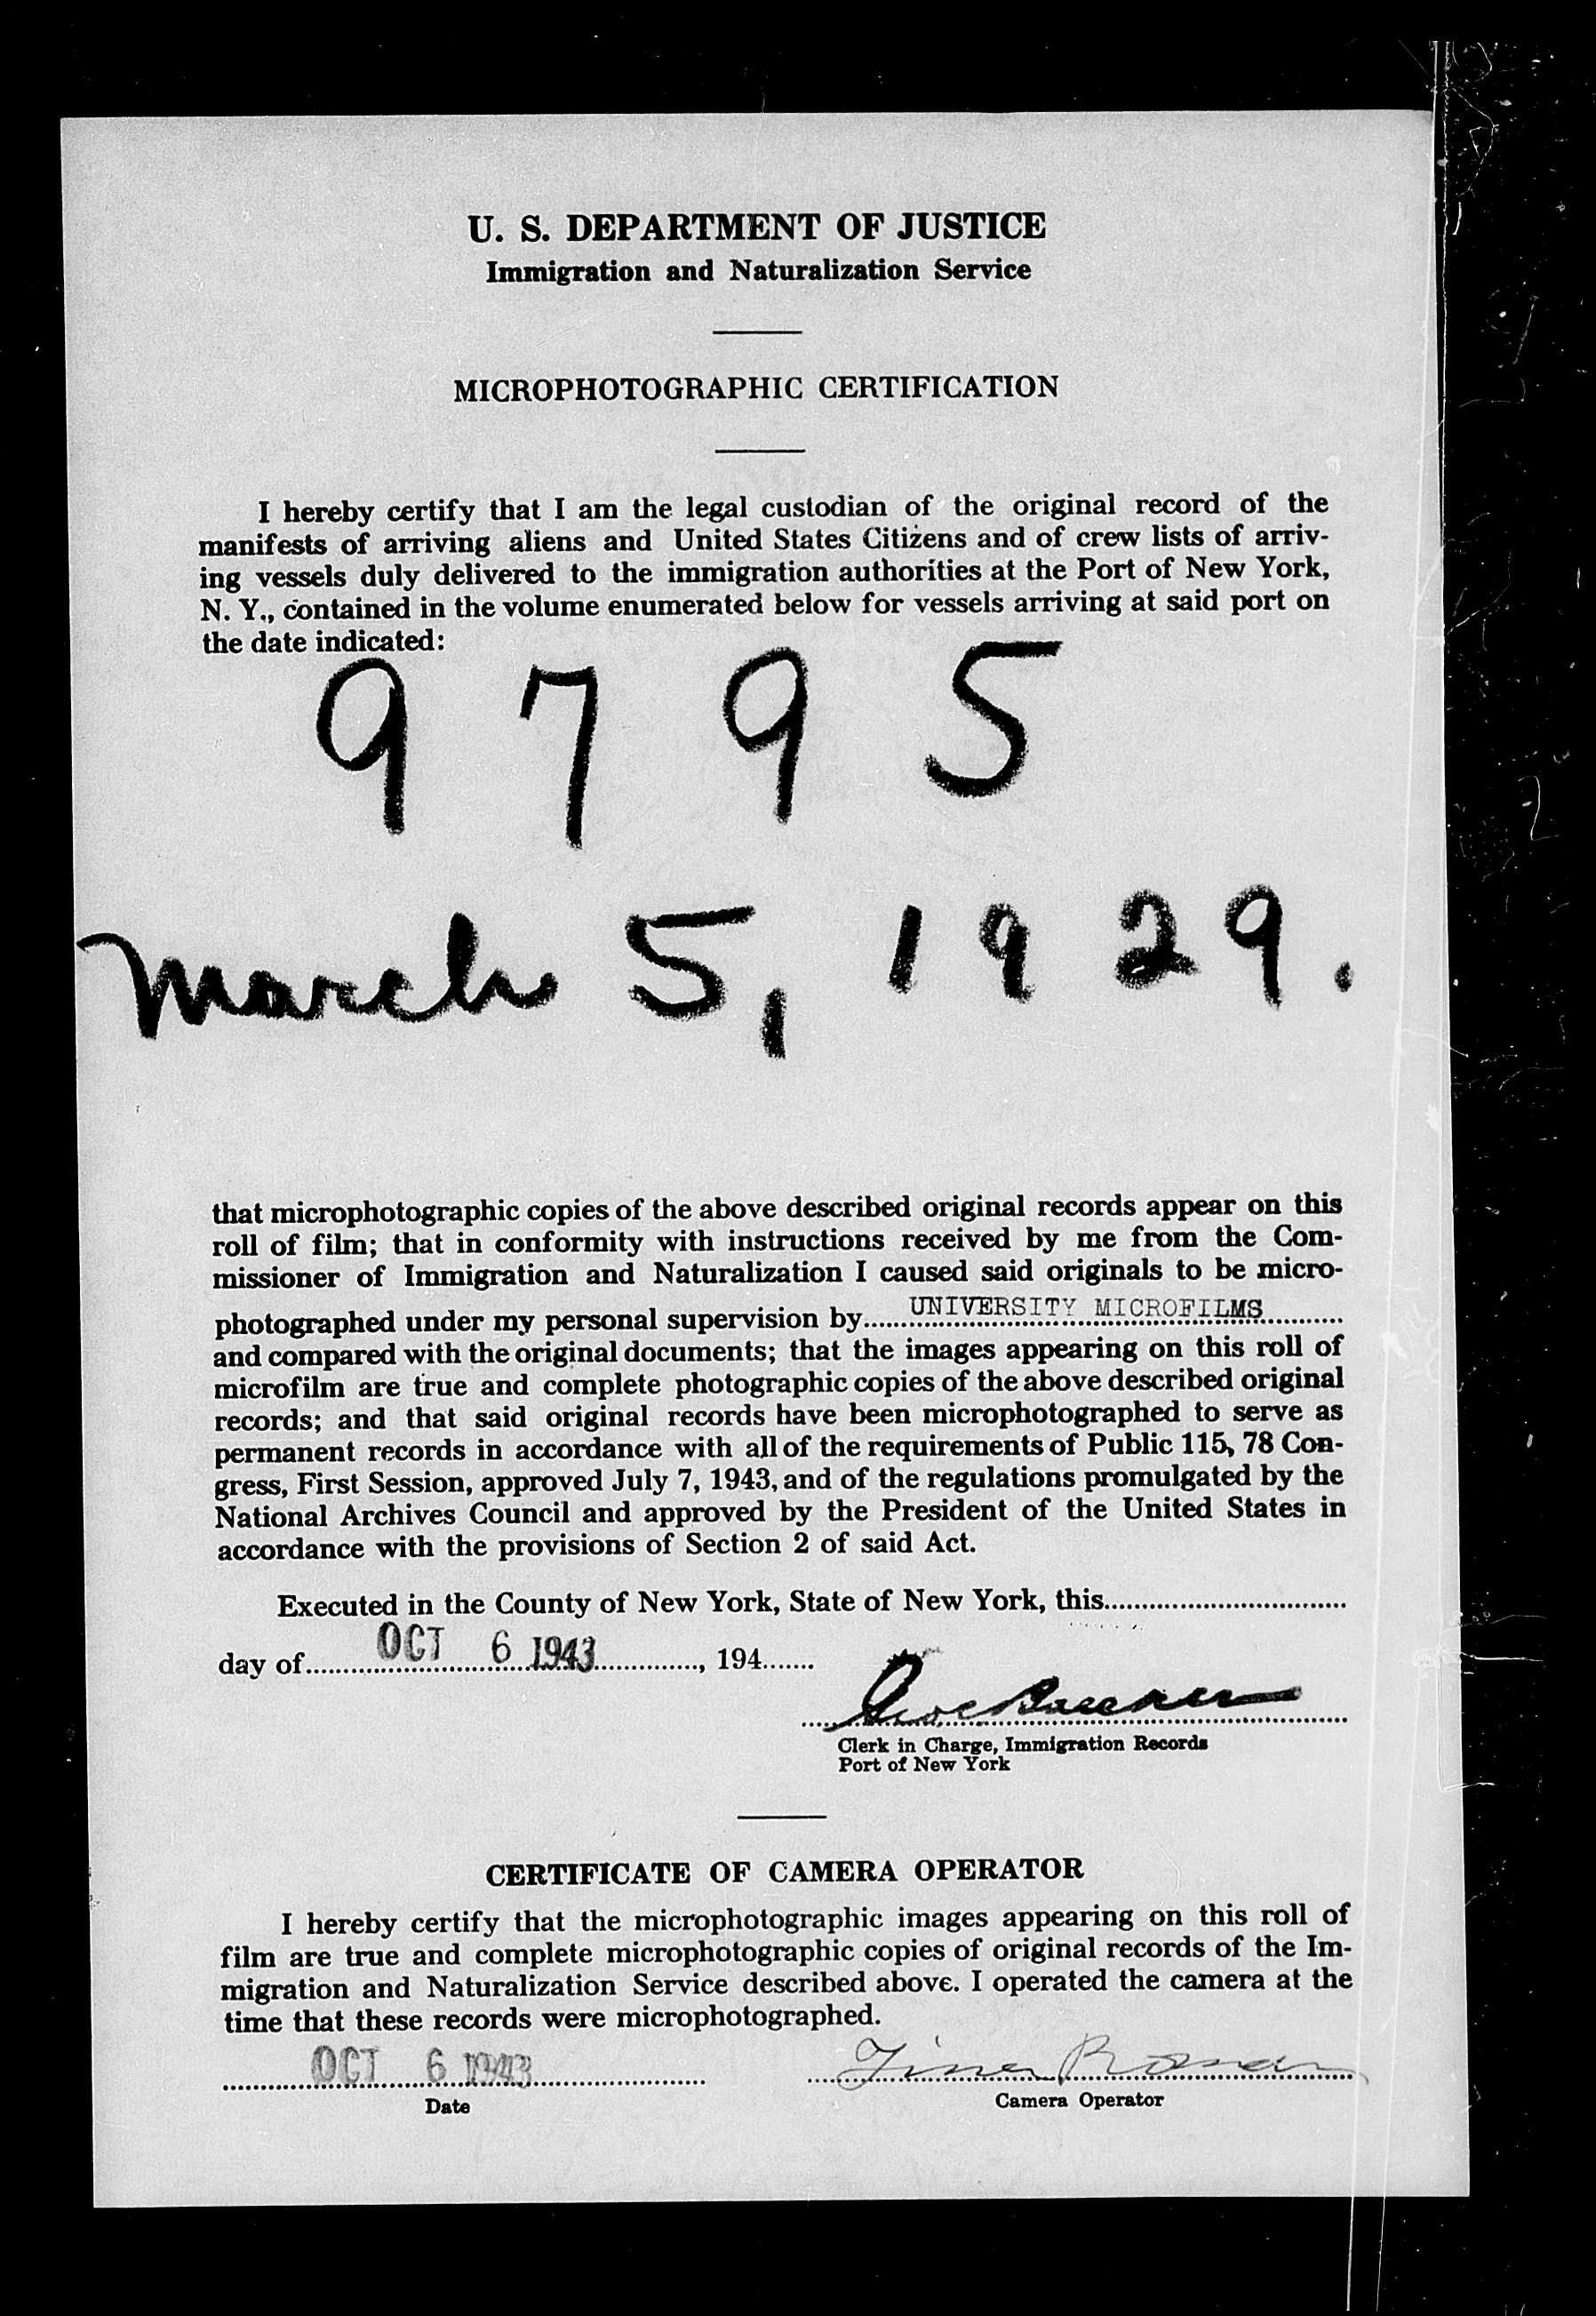 U. S. DEPARTMENT OF JUSTICE
Immigration and Naturalization Service
MICROPHOTOGRAPHIC CERTIFICATION
I hereby certify that I am the legal custodian of the original record of the
manifests of arriving aliens and United States Citizens and of crew lists of arriv-
ing vessels duly delivered to the immigration authorities at the Port of New York,
N. Y., contained in the volume enumerated below for vessels arriving at said port on
the date indicated:
9795
March 5, 1929.
that microphotographic copies of the above described original records appear on this
roll of film; that in conformity with instructions received by me from the Com-
missioner of Immigration and Naturalization I caused said originals to be micro-
photographed under my personal supervision by UNIVERSITY MICROFILMS
and compared with the original documents; that the images appearing on this roll of
microfilm are true and complete photographic copies of the above described original
records; and that said original records have been microphotographed to serve as
permanent records in accordance with all of the requirements of Public 115, 78 Con-
gress, First Session, approved July 7, 1943, and of the regulations promulgated by the
National Archives Council and approved by the President of the United States in
accordance with the provisions of Section 2 of said Act.
Executed in the County of New York, State of New York, this
day of OCT 6 1943, 194
Clerk in Charge, Immigration Records
Port of New York
CERTIFICATE OF CAMERA OPERATOR
I hereby certify that the microphotographic images appearing on this roll of
film are true and complete microphotographic copies of original records of the Im-
migration and Naturalization Service described above. I operated the camera at the
time that these records were microphotographed.
OCT 6 1943
Date
Camera Operator